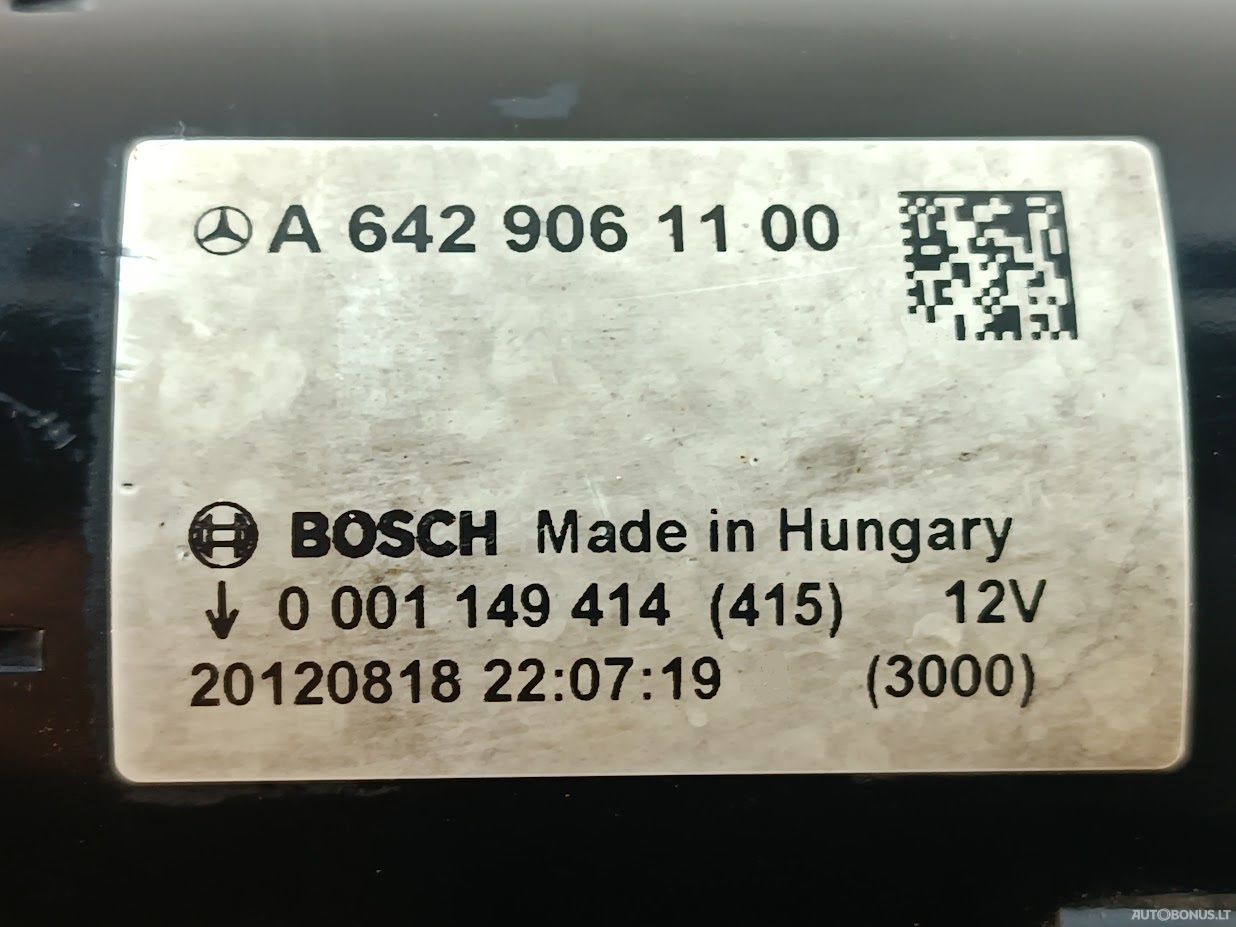 A 642 906 11 00
BOSCH Made in Hungary
↓ 0 001 149 414 (415) 12V
20120818 22:07:19 (3000)
AUTOBONUS.LT